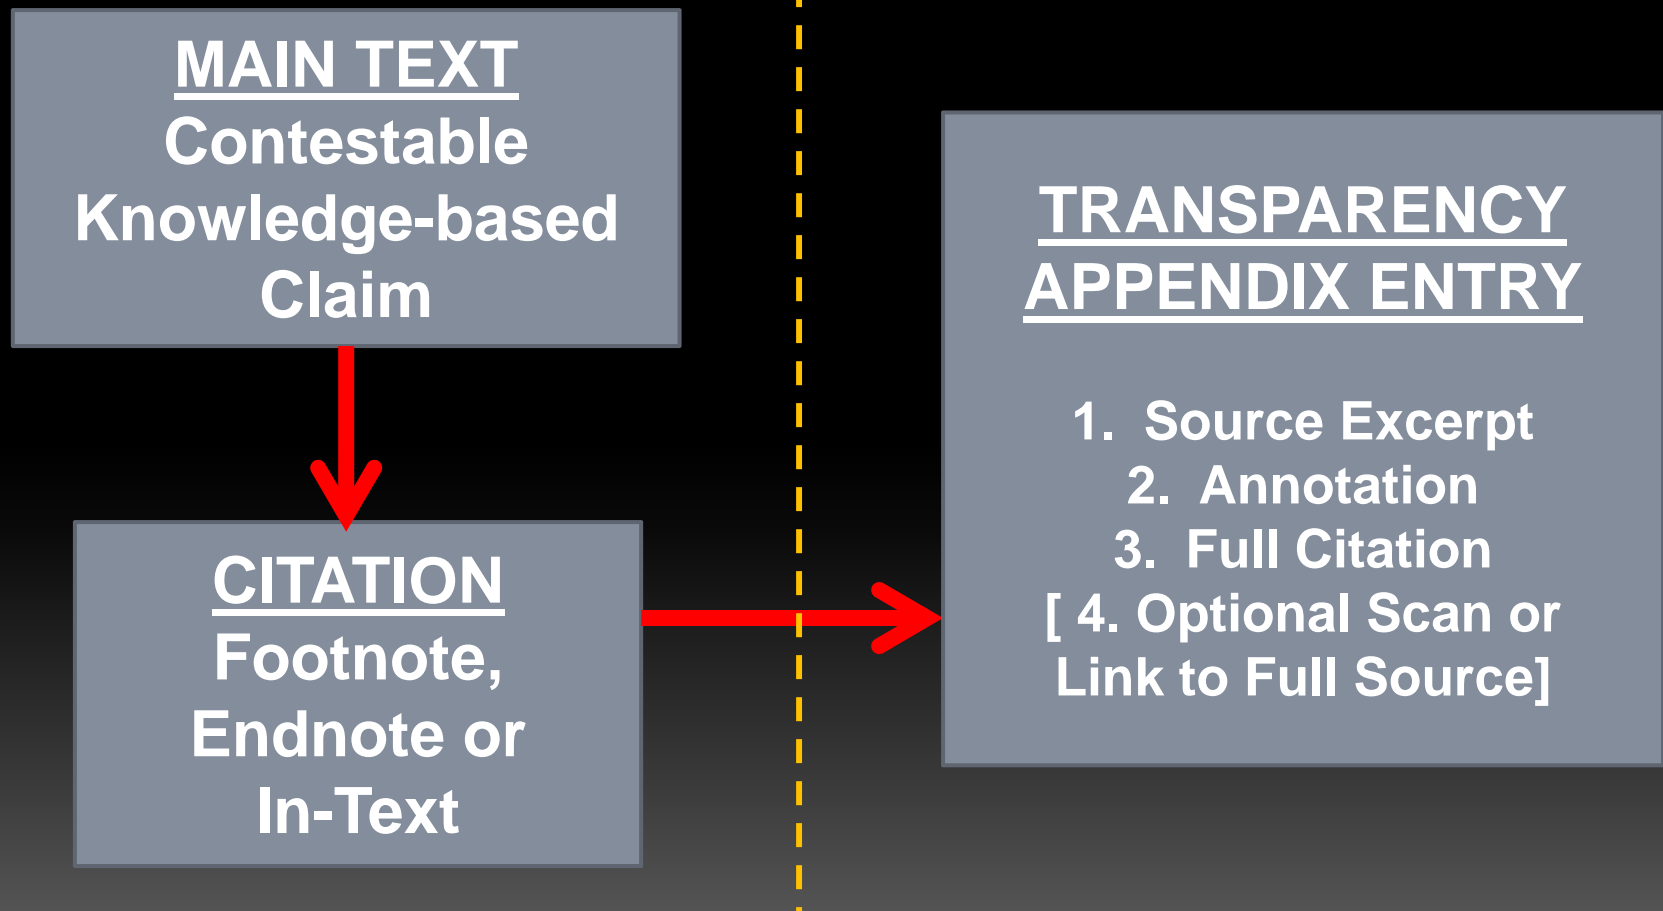 MAIN TEXT
Contestable
Knowledge-based
Claim
CITATION
Footnote,
Endnote or
In-Text
TRANSPARENCY
APPENDIX ENTRY
1. Source Excerpt
2. Annotation
3. Full Citation
[ 4. Optional Scan or
Link to Full Source]